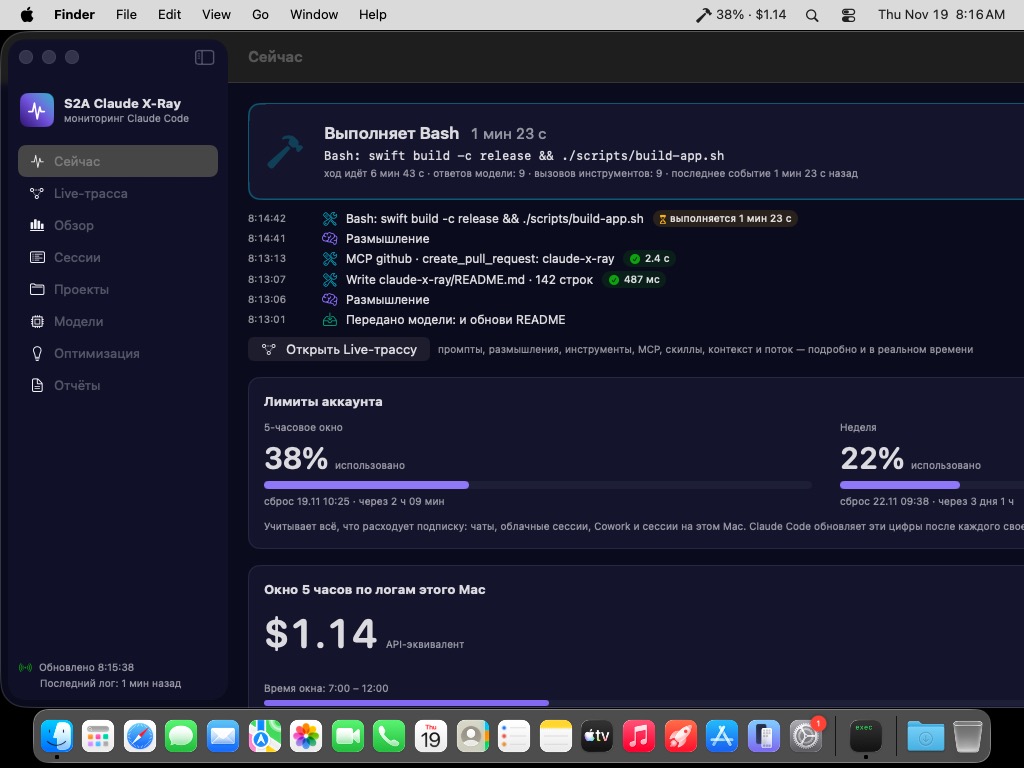 Finder File Edit View Go Window Help 38% · $1.14 Thu Nov 19 8:16 AM
Сейчас
S2A Claude X-Ray
мониторинг Claude Code
Сейчас
Live-трасса
Обзор
Сессии
Проекты
Модели
Оптимизация
Отчёты
Обновлено 8:15:38
Последний лог: 1 мин назад
Выполняет Bash 1 мин 23 с
Bash: swift build -c release && ./scripts/build-app.sh
ход идёт 6 мин 43 с · ответов модели: 9 · вызовов инструментов: 9 · последнее событие 1 мин 23 с назад
8:14:42 Bash: swift build -c release && ./scripts/build-app.sh выполняется 1 мин 23 с
8:14:41 Размышление
8:13:13 MCP github · create_pull_request: claude-x-ray 2.4 с
8:13:07 Write claude-x-ray/README.md · 142 строк 487 мс
8:13:06 Размышление
8:13:01 Передано модели: и обнови README
Открыть Live-трассу промпты, размышления, инструменты, MCP, скиллы, контекст и поток — подробно и в реальном времени
Лимиты аккаунта
5-часовое окно
38% использовано
сброс 19.11 10:25 · через 2 ч 09 мин
Неделя
22% использовано
сброс 22.11 09:38 · через 3 дня 1 ч
Учитывает всё, что расходует подписку: чаты, облачные сессии, Cowork и сессии на этом Mac. Claude Code обновляет эти цифры после каждого свое
Окно 5 часов по логам этого Mac
$1.14 API-эквивалент
Время окна: 7:00 – 12:00
Thu
19
tv
1
exec